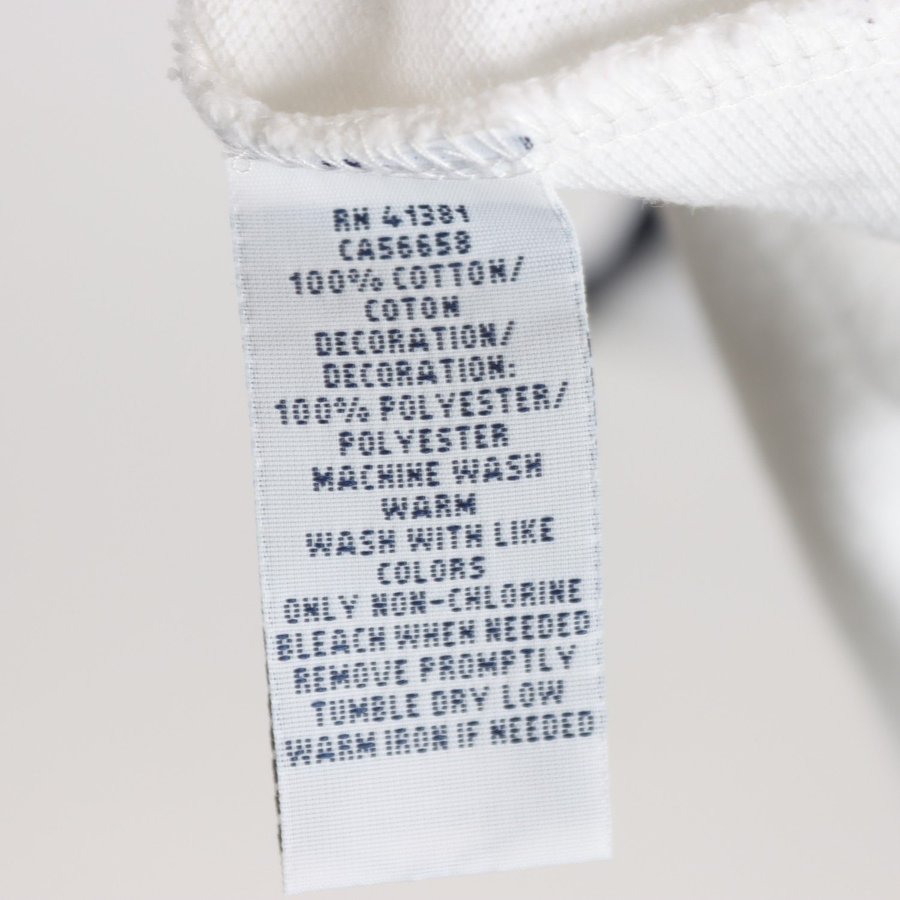 RN 41381
CA56658
100% COTTON/
COTON
DECORATION/
DECORATION:
100% POLYESTER/
POLYESTER
MACHINE WASH
WARM
WASH WITH LIKE
COLORS
ONLY NON-CHLORINE
BLEACH WHEN NEEDED
REMOVE PROMPTLY
TUMBLE DRY LOW
WARM IRON IF NEEDED